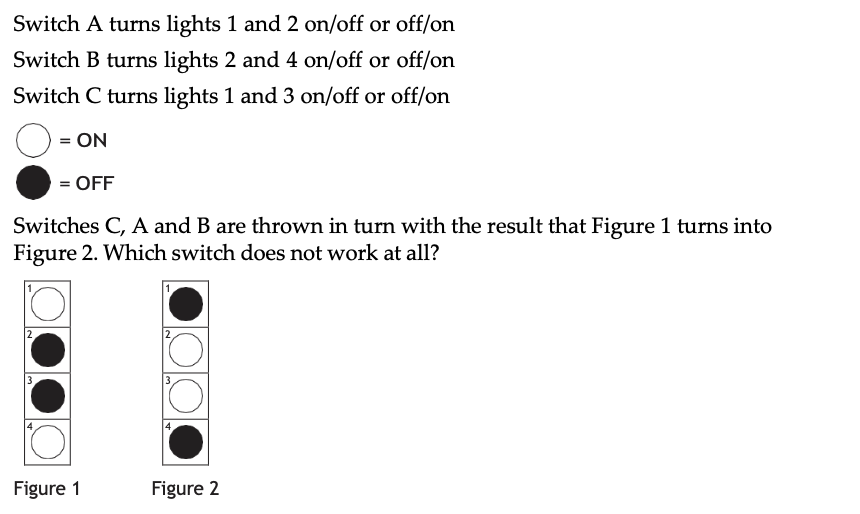 Switch A turns lights 1 and 2 on/off or off/on
Switch B turns lights 2 and 4 on/off or off/on
Switch C turns lights 1 and 3 on/off or off/on
= ON
= OFF
Switches C, A and B are thrown in turn with the result that Figure 1 turns into
Figure 2. Which switch does not work at all?
1 1
2 2
3 3
4 4
Figure 1 Figure 2